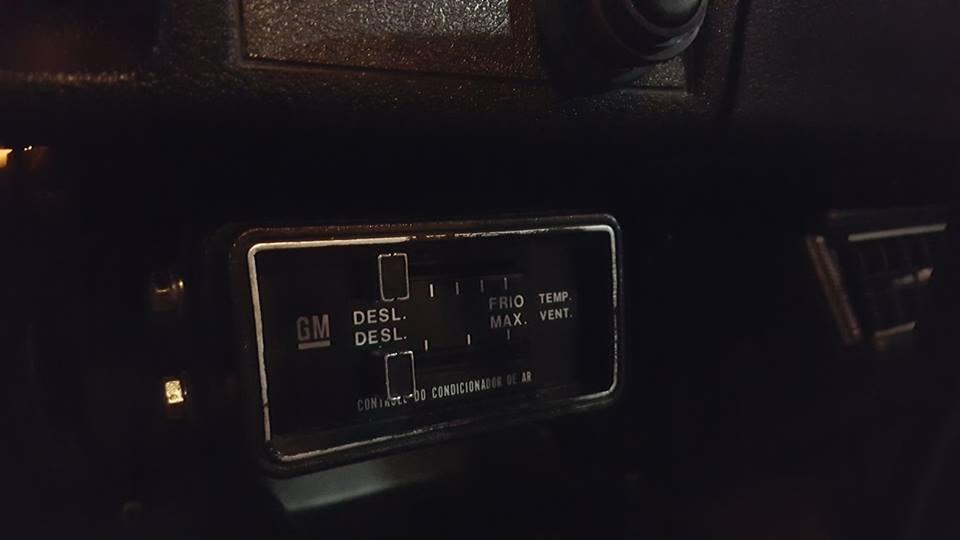 GM
DESL. FRIO TEMP.
DESL. MAX. VENT.
CONTROLE DO CONDICIONADOR DE AR